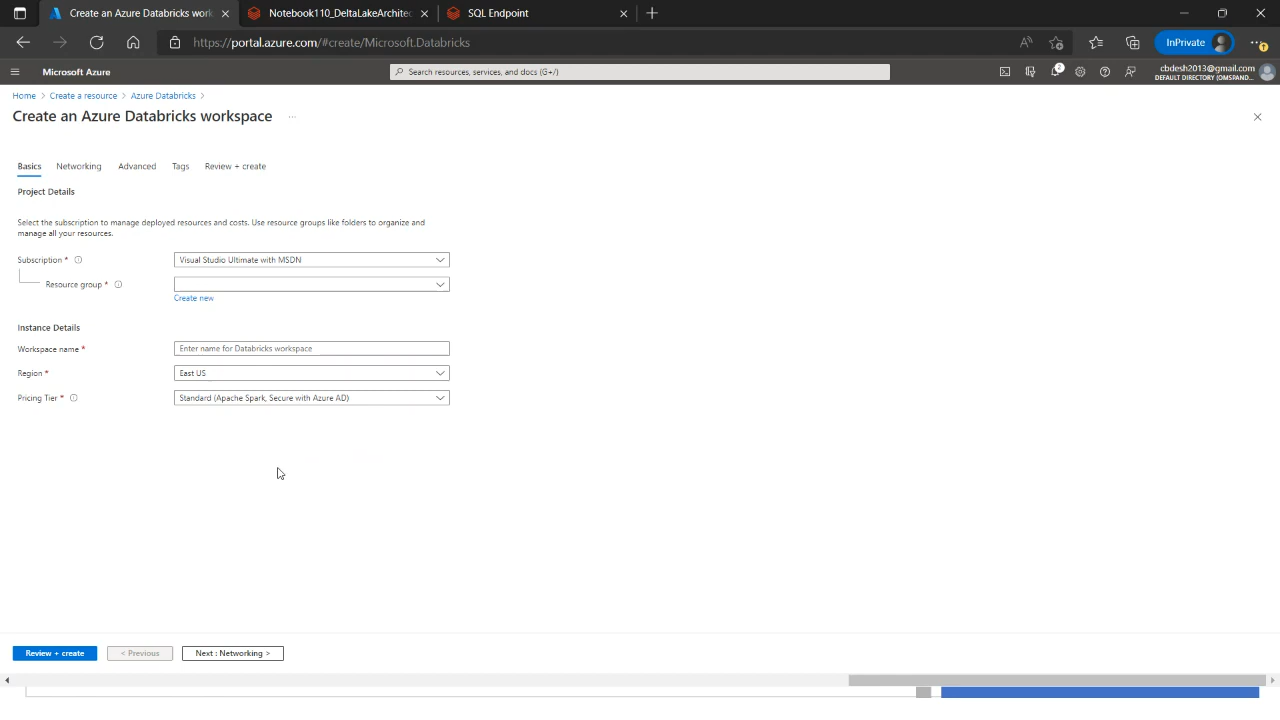 Create an Azure Databricks work
Notebook110_DeltaLakeArchitec
SQL Endpoint
https://portal.azure.com/#create/Microsoft.Databricks
InPrivate
Microsoft Azure
Search resources, services, and docs (G+/)
2
cbdesh2013@gmail.com
DEFAULT DIRECTORY (OMSPAND...
Home > Create a resource > Azure Databricks >
Create an Azure Databricks workspace ...
Basics Networking Advanced Tags Review + create
Project Details
Select the subscription to manage deployed resources and costs. Use resource groups like folders to organize and
manage all your resources.
Subscription * Visual Studio Ultimate with MSDN
Resource group *
Create new
Instance Details
Workspace name * Enter name for Databricks workspace
Region * East US
Pricing Tier * Standard (Apache Spark, Secure with Azure AD)
Review + create < Previous Next : Networking >